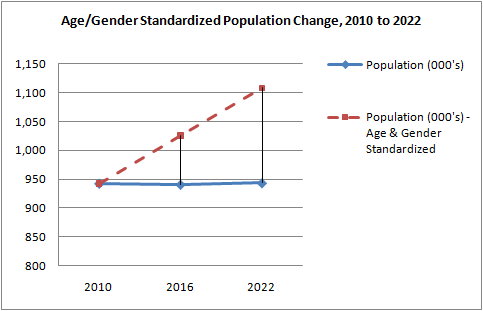 Age/Gender Standardized Population Change, 2010 to 2022
1,150
1,100
1,050
1,000
950
900
850
800
2010
2016
2022
Population (000's)
Population (000's) -
Age & Gender
Standardized